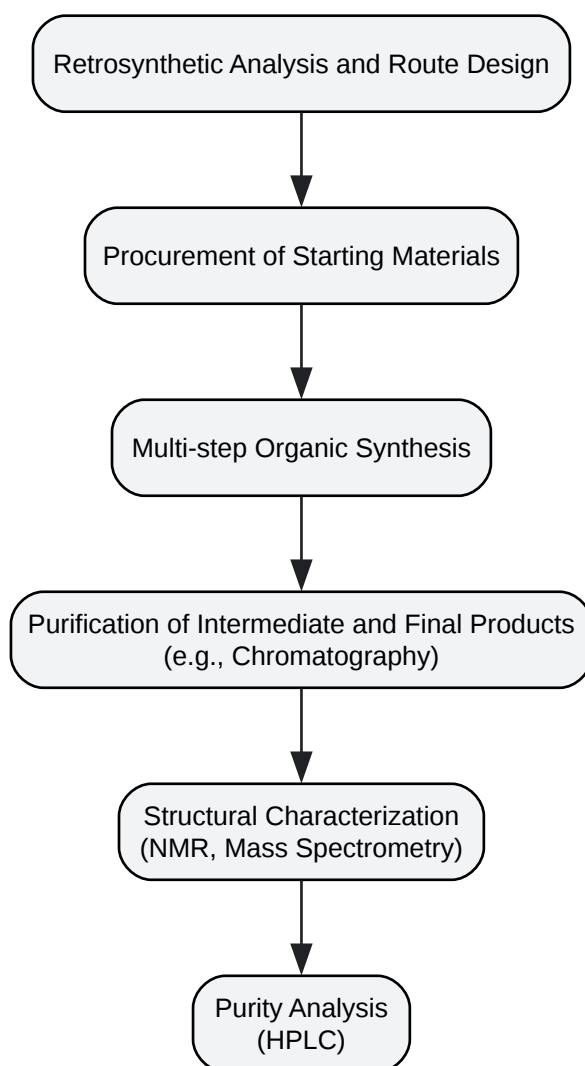 Retrosynthetic Analysis and Route Design
Procurement of Starting Materials
Multi-step Organic Synthesis
Purification of Intermediate and Final Products
(e.g., Chromatography)
Structural Characterization
(NMR, Mass Spectrometry)
Purity Analysis
(HPLC)